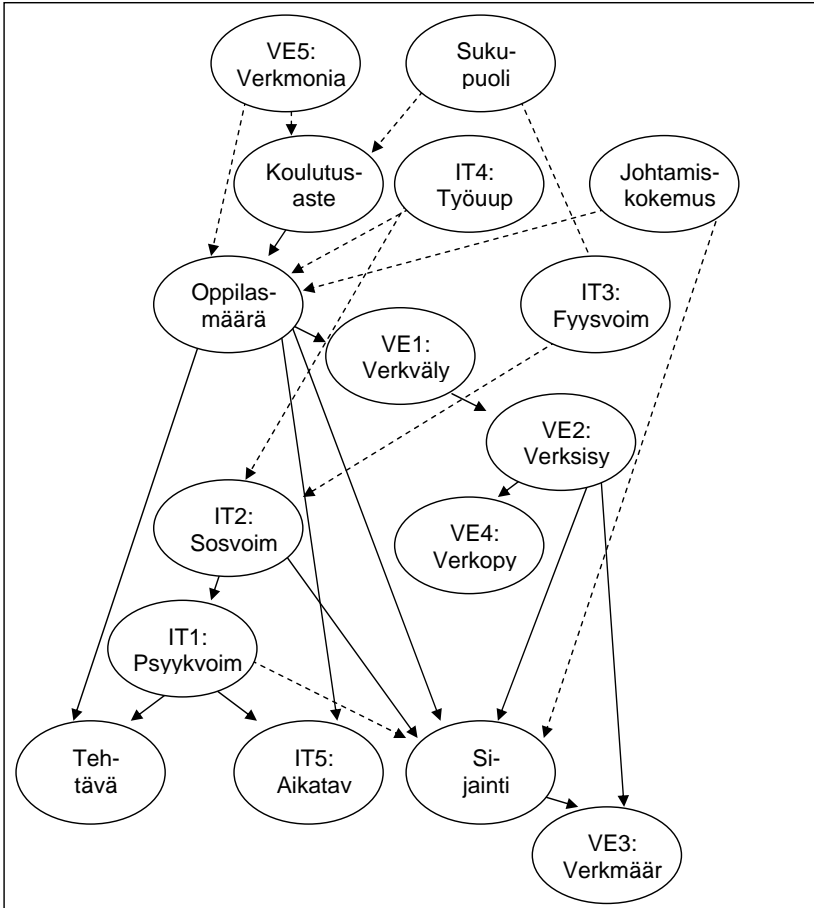 VE5:
Verkmonia
Suku-
puoli
Koulutus-
aste
IT4:
Työuup
Johtamis-
kokemus
Oppilas-
määrä
IT3:
Fyysvoim
VE1:
Verkväly
VE2:
Verksisy
IT2:
Sosvoim
VE4:
Verkopy
IT1:
Psyykvoim
Teh-
tävä
IT5:
Aikatav
Si-
jainti
VE3:
Verkmäär